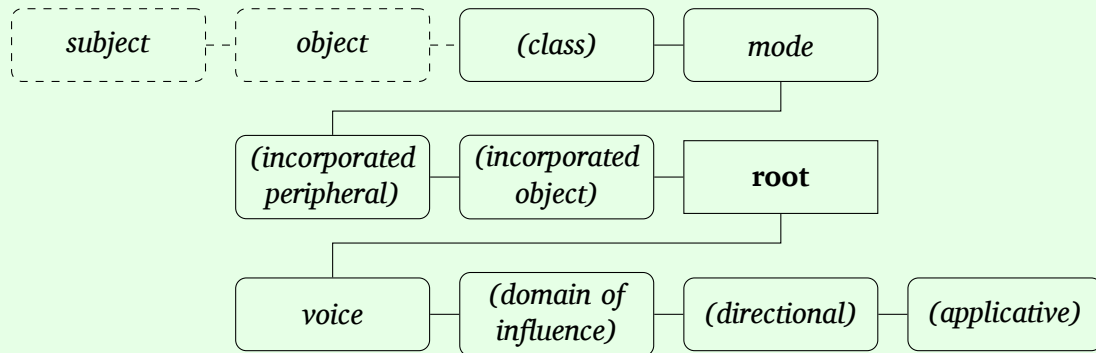 subject object (class) mode
(incorporated peripheral) (incorporated object) root
voice (domain of influence) (directional) (applicative)